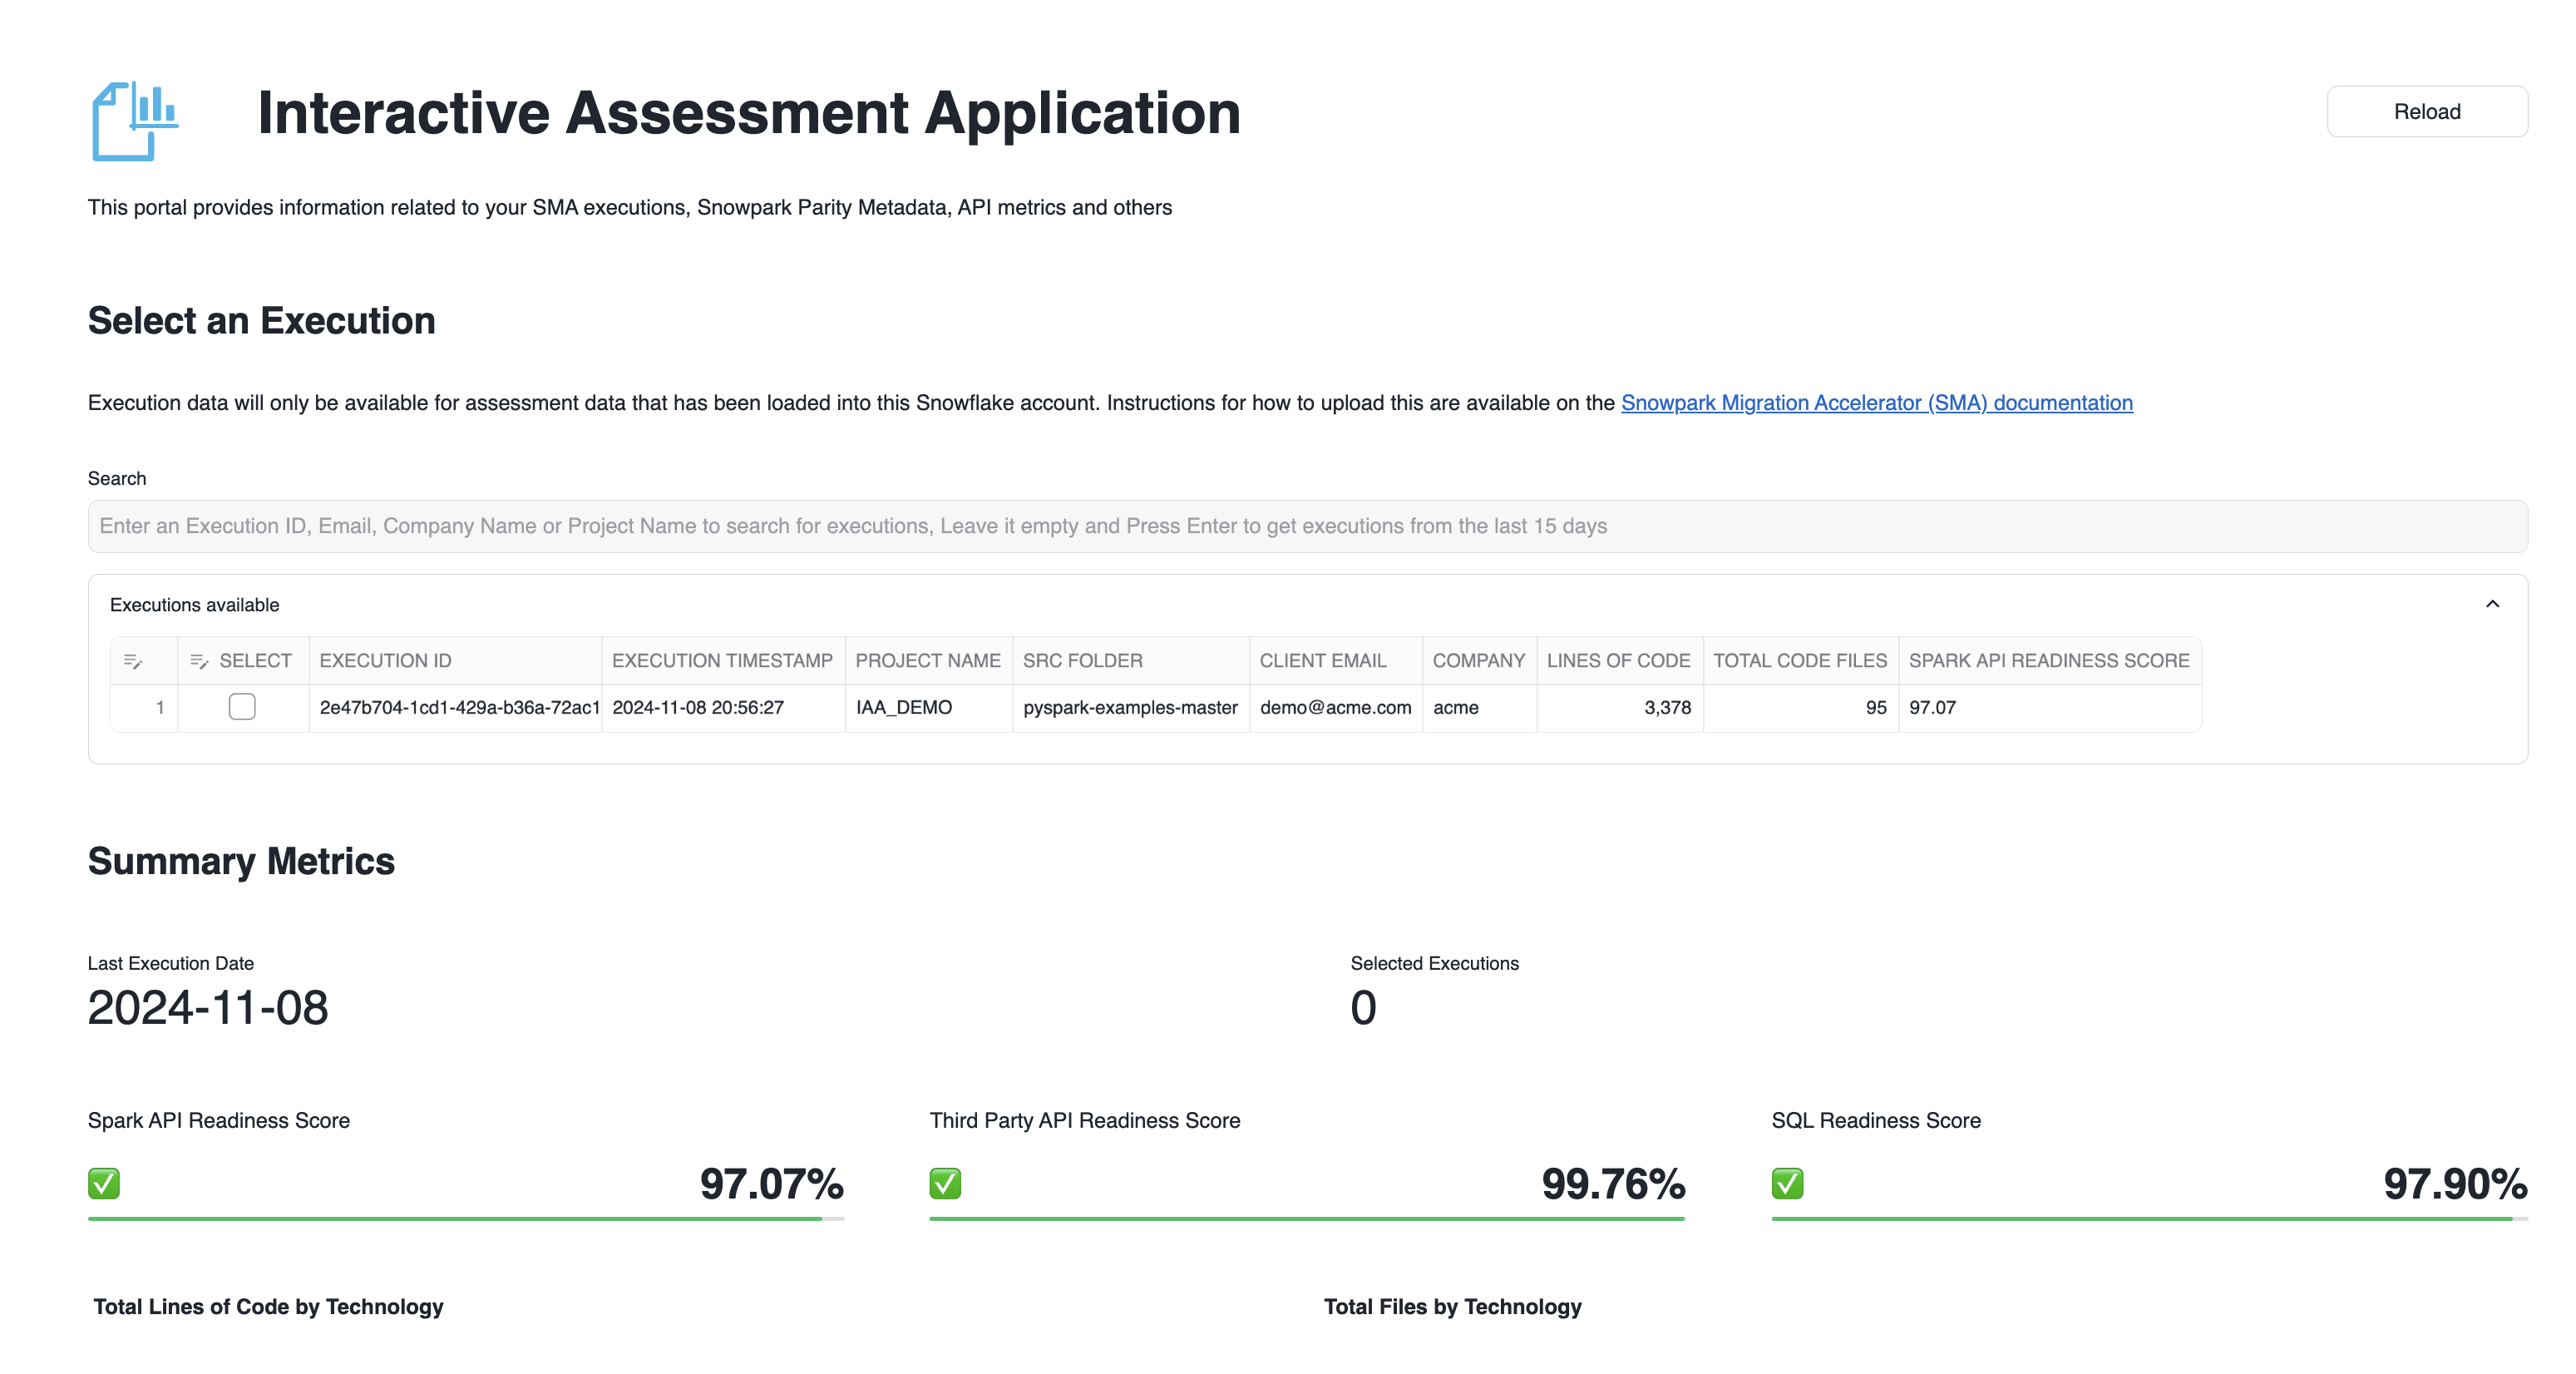 Interactive Assessment Application
Reload
This portal provides information related to your SMA executions, Snowpark Parity Metadata, API metrics and others
Select an Execution
Execution data will only be available for assessment data that has been loaded into this Snowflake account. Instructions for how to upload this are available on the Snowpark Migration Accelerator (SMA) documentation
Search
Enter an Execution ID, Email, Company Name or Project Name to search for executions, Leave it empty and Press Enter to get executions from the last 15 days
Executions available
SELECT EXECUTION ID EXECUTION TIMESTAMP PROJECT NAME SRC FOLDER CLIENT EMAIL COMPANY LINES OF CODE TOTAL CODE FILES SPARK API READINESS SCORE
1 2e47b704-1cd1-429a-b36a-72ac1 2024-11-08 20:56:27 IAA_DEMO pyspark-examples-master demo@acme.com acme 3,378 95 97.07
Summary Metrics
Last Execution Date Selected Executions
2024-11-08 0
Spark API Readiness Score Third Party API Readiness Score SQL Readiness Score
97.07% 99.76% 97.90%
Total Lines of Code by Technology Total Files by Technology